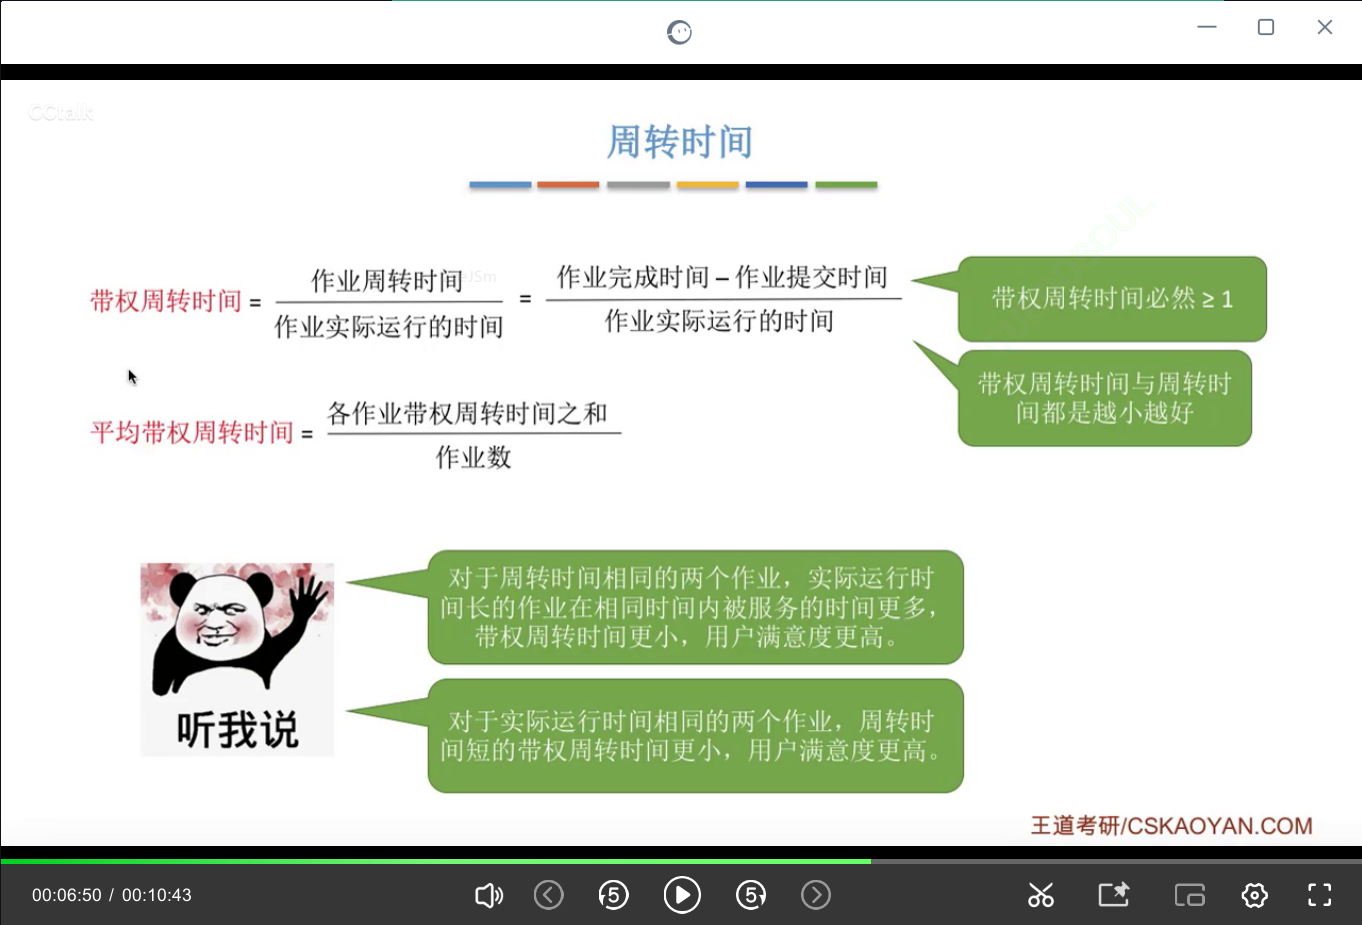 CCtalk
周转时间
带权周转时间 = 作业周转时间 / 作业实际运行的时间 = 作业完成时间 – 作业提交时间 / 作业实际运行的时间
带权周转时间必然 ≥ 1
带权周转时间与周转时
间都是越小越好
平均带权周转时间 = 各作业带权周转时间之和 / 作业数
对于周转时间相同的两个作业，实际运行时
间长的作业在相同时间内被服务的时间更多，
带权周转时间更小，用户满意度更高。
听我说
对于实际运行时间相同的两个作业，周转时
间短的带权周转时间更小，用户满意度更高。
王道考研/CSKAOYAN.COM
00:06:50 / 00:10:43
5
5